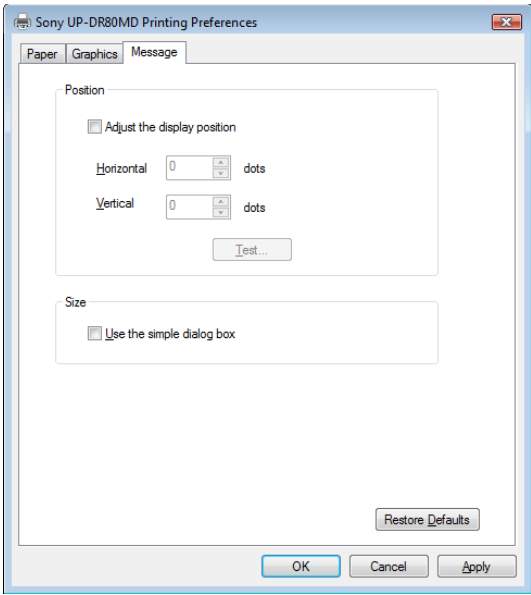 Sony UP-DR80MD Printing Preferences
Paper Graphics Message
Position
Adjust the display position
Horizontal 0 dots
Vertical 0 dots
Test...
Size
Use the simple dialog box
Restore Defaults
OK Cancel Apply